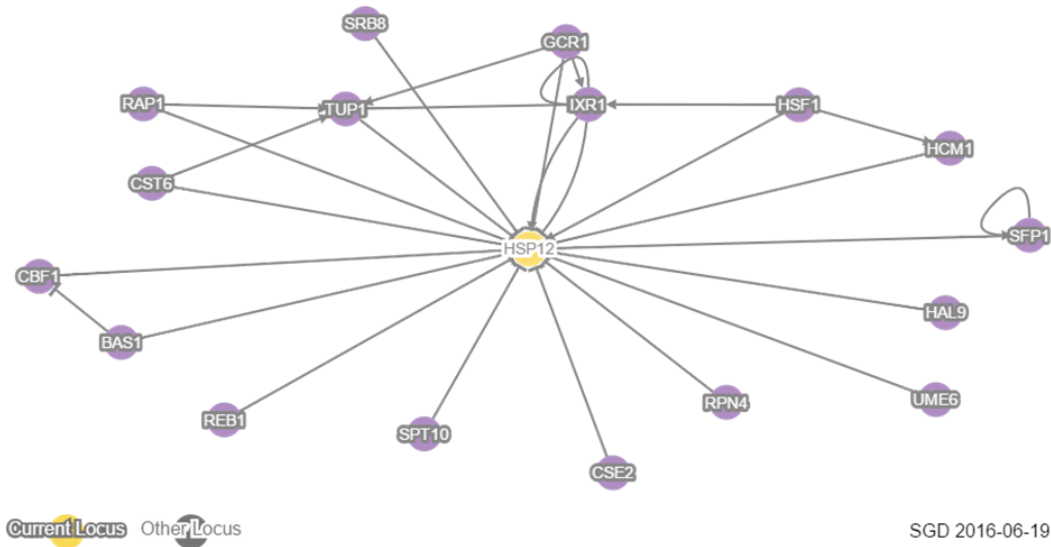 SRB8
GCR1
RAP1
TUP1
IXR1
HSF1
HCM1
CST6
SFP1
HSP12
CBF1
HAL9
BAS1
UME6
RPN4
REB1
SPT10
CSE2
Current Locus
Other Locus
SGD 2016-06-19